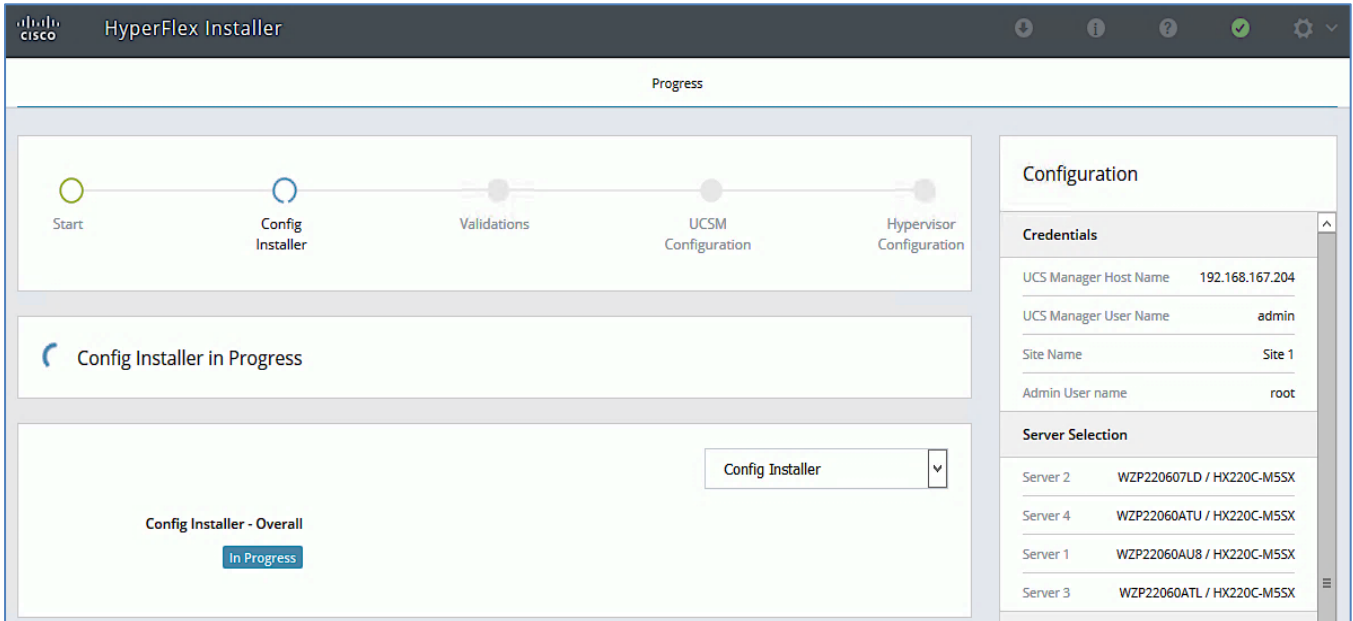 cisco
HyperFlex Installer
Progress
Start
Config
Installer
Validations
UCSM
Configuration
Hypervisor
Configuration
Config Installer in Progress
Config Installer
Config Installer - Overall
In Progress
Configuration
Credentials
UCS Manager Host Name 192.168.167.204
UCS Manager User Name admin
Site Name Site 1
Admin User name root
Server Selection
Server 2 WZP220607LD / HX220C-M5SX
Server 4 WZP22060ATU / HX220C-M5SX
Server 1 WZP22060AU8 / HX220C-M5SX
Server 3 WZP22060ATL / HX220C-M5SX